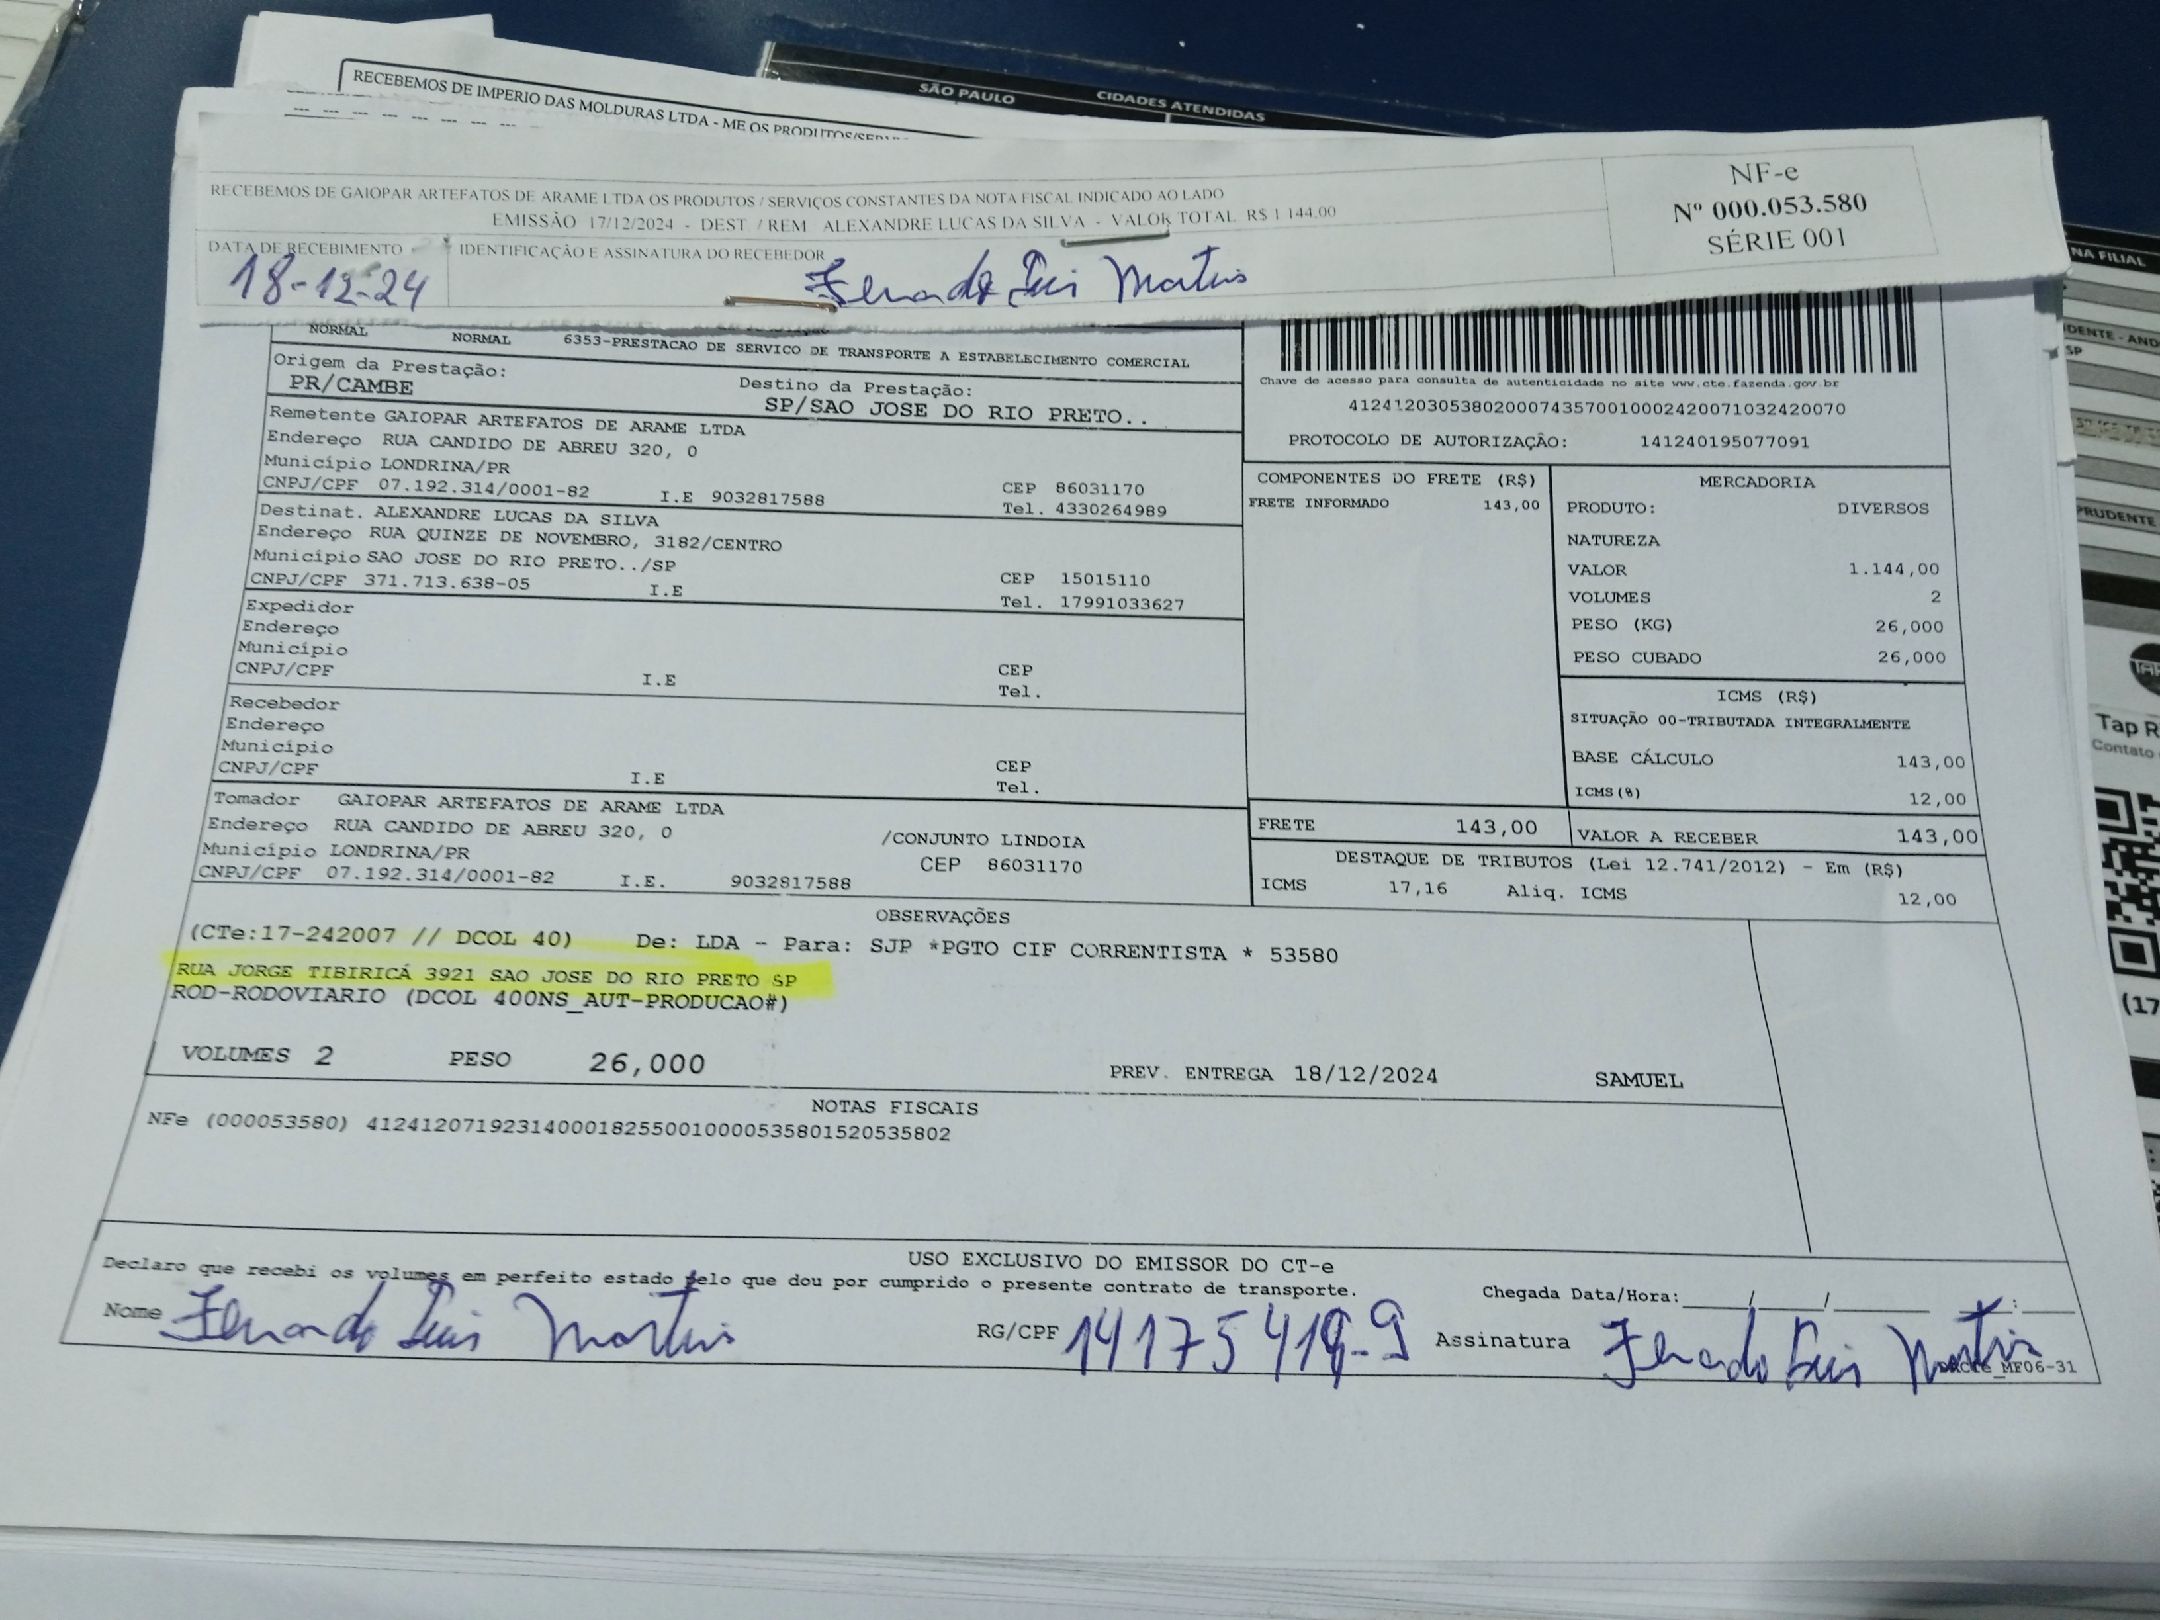 SÃO PAULO
CIDADES ATENDIDAS
RECEBEMOS DE IMPERIO DAS MOLDURAS LTDA - ME OS
RECEBEMOS DE GAIOPAR ARTEFATOS DE ARAME LTDA OS PRODUTOS / SERVIÇOS CONSTANTES DA NOTA FISCAL INDICADO AO LADO
EMISSÃO 17/12/2024 - DEST. / REM ALEXANDRE LUCAS DA SILVA - VALOR TOTAL R$ 1 144.00
NF-e
Nº 000.053.580
SÉRIE 001
DATA DE RECEBIMENTO
IDENTIFICAÇÃO E ASSINATURA DO RECEBEDOR
18-12-24
NORMAL NORMAL 6353-PRESTACAO DE SERVICO DE TRANSPORTE A ESTABELECIMENTO COMERCIAL
Origem da Prestação:
PR/CAMBE
Destino da Prestação:
SP/SAO JOSE DO RIO PRETO..
Remetente GAIOPAR ARTEFATOS DE ARAME LTDA
Endereço RUA CANDIDO DE ABREU 320, 0
Município LONDRINA/PR
CEP 86031170
CNPJ/CPF 07.192.314/0001-82 I.E 9032817588
Tel. 4330264989
Destinat. ALEXANDRE LUCAS DA SILVA
Endereço RUA QUINZE DE NOVEMBRO, 3182/CENTRO
Município SAO JOSE DO RIO PRETO../SP
CEP 15015110
CNPJ/CPF 371.713.638-05 I.E
Tel. 17991033627
Expedidor
Endereço
Município
CEP
CNPJ/CPF I.E
Tel.
Recebedor
Endereço
Município
CEP
CNPJ/CPF I.E
Tel.
Tomador GAIOPAR ARTEFATOS DE ARAME LTDA
Endereço RUA CANDIDO DE ABREU 320, 0 /CONJUNTO LINDOIA
Município LONDRINA/PR CEP 86031170
CNPJ/CPF 07.192.314/0001-82 I.E. 9032817588
Chave de acesso para consulta de autenticidade no site www.cte.fazenda.gov.br
41241203053802000743570010002420071032420070
PROTOCOLO DE AUTORIZAÇÃO: 141240195077091
COMPONENTES DO FRETE (R$)
FRETE INFORMADO 143,00
MERCADORIA
PRODUTO: DIVERSOS
NATUREZA
VALOR 1.144,00
VOLUMES 2
PESO (KG) 26,000
PESO CUBADO 26,000
ICMS (R$)
SITUAÇÃO 00-TRIBUTADA INTEGRALMENTE
BASE CÁLCULO 143,00
ICMS(%) 12,00
FRETE 143,00
VALOR A RECEBER 143,00
DESTAQUE DE TRIBUTOS (Lei 12.741/2012) - Em (R$)
ICMS 17,16 Aliq. ICMS 12,00
OBSERVAÇÕES
(CTe:17-242007 // DCOL 40) De: LDA - Para: SJP *PGTO CIF CORRENTISTA * 53580
RUA JORGE TIBIRICÁ 3921 SAO JOSE DO RIO PRETO SP
ROD-RODOVIARIO (DCOL 400NS_AUT-PRODUCAO#)
VOLUMES 2 PESO 26,000 PREV. ENTREGA 18/12/2024 SAMUEL
NOTAS FISCAIS
NFe (000053580) 41241207192314000182550010000535801520535802
USO EXCLUSIVO DO EMISSOR DO CT-e
Declaro que recebi os volumes em perfeito estado pelo que dou por cumprido o presente contrato de transporte.
Chegada Data/Hora:____/____/____ __:__
Nome
RG/CPF
Assinatura
MF06-31
NA FILIAL
DENTE - AND
SP
PRUDENTE
Tap R
Contato
(17